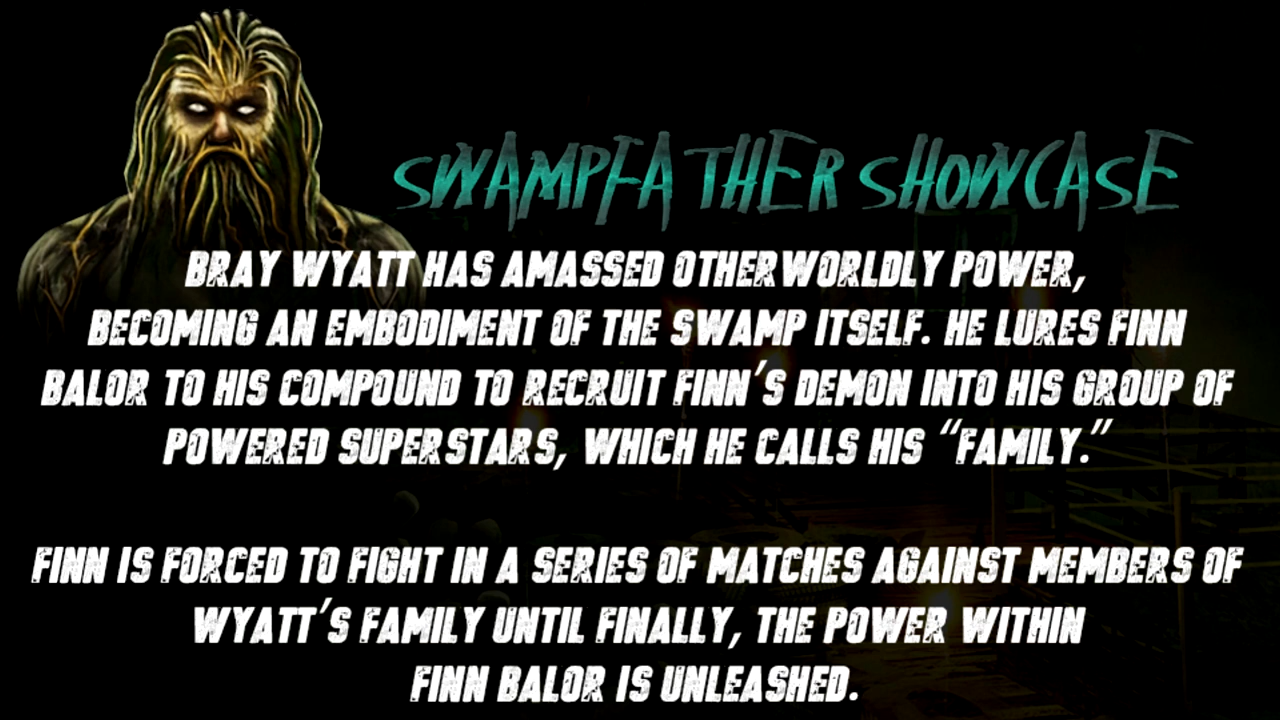 SWAMPFATHER SHOWCASE
BRAY WYATT HAS AMASSED OTHERWORLDLY POWER,
BECOMING AN EMBODIMENT OF THE SWAMP ITSELF. HE LURES FINN
BALOR TO HIS COMPOUND TO RECRUIT FINN'S DEMON INTO HIS GROUP OF
POWERED SUPERSTARS, WHICH HE CALLS HIS "FAMILY."
FINN IS FORCED TO FIGHT IN A SERIES OF MATCHES AGAINST MEMBERS OF
WYATT'S FAMILY UNTIL FINALLY, THE POWER WITHIN
FINN BALOR IS UNLEASHED.